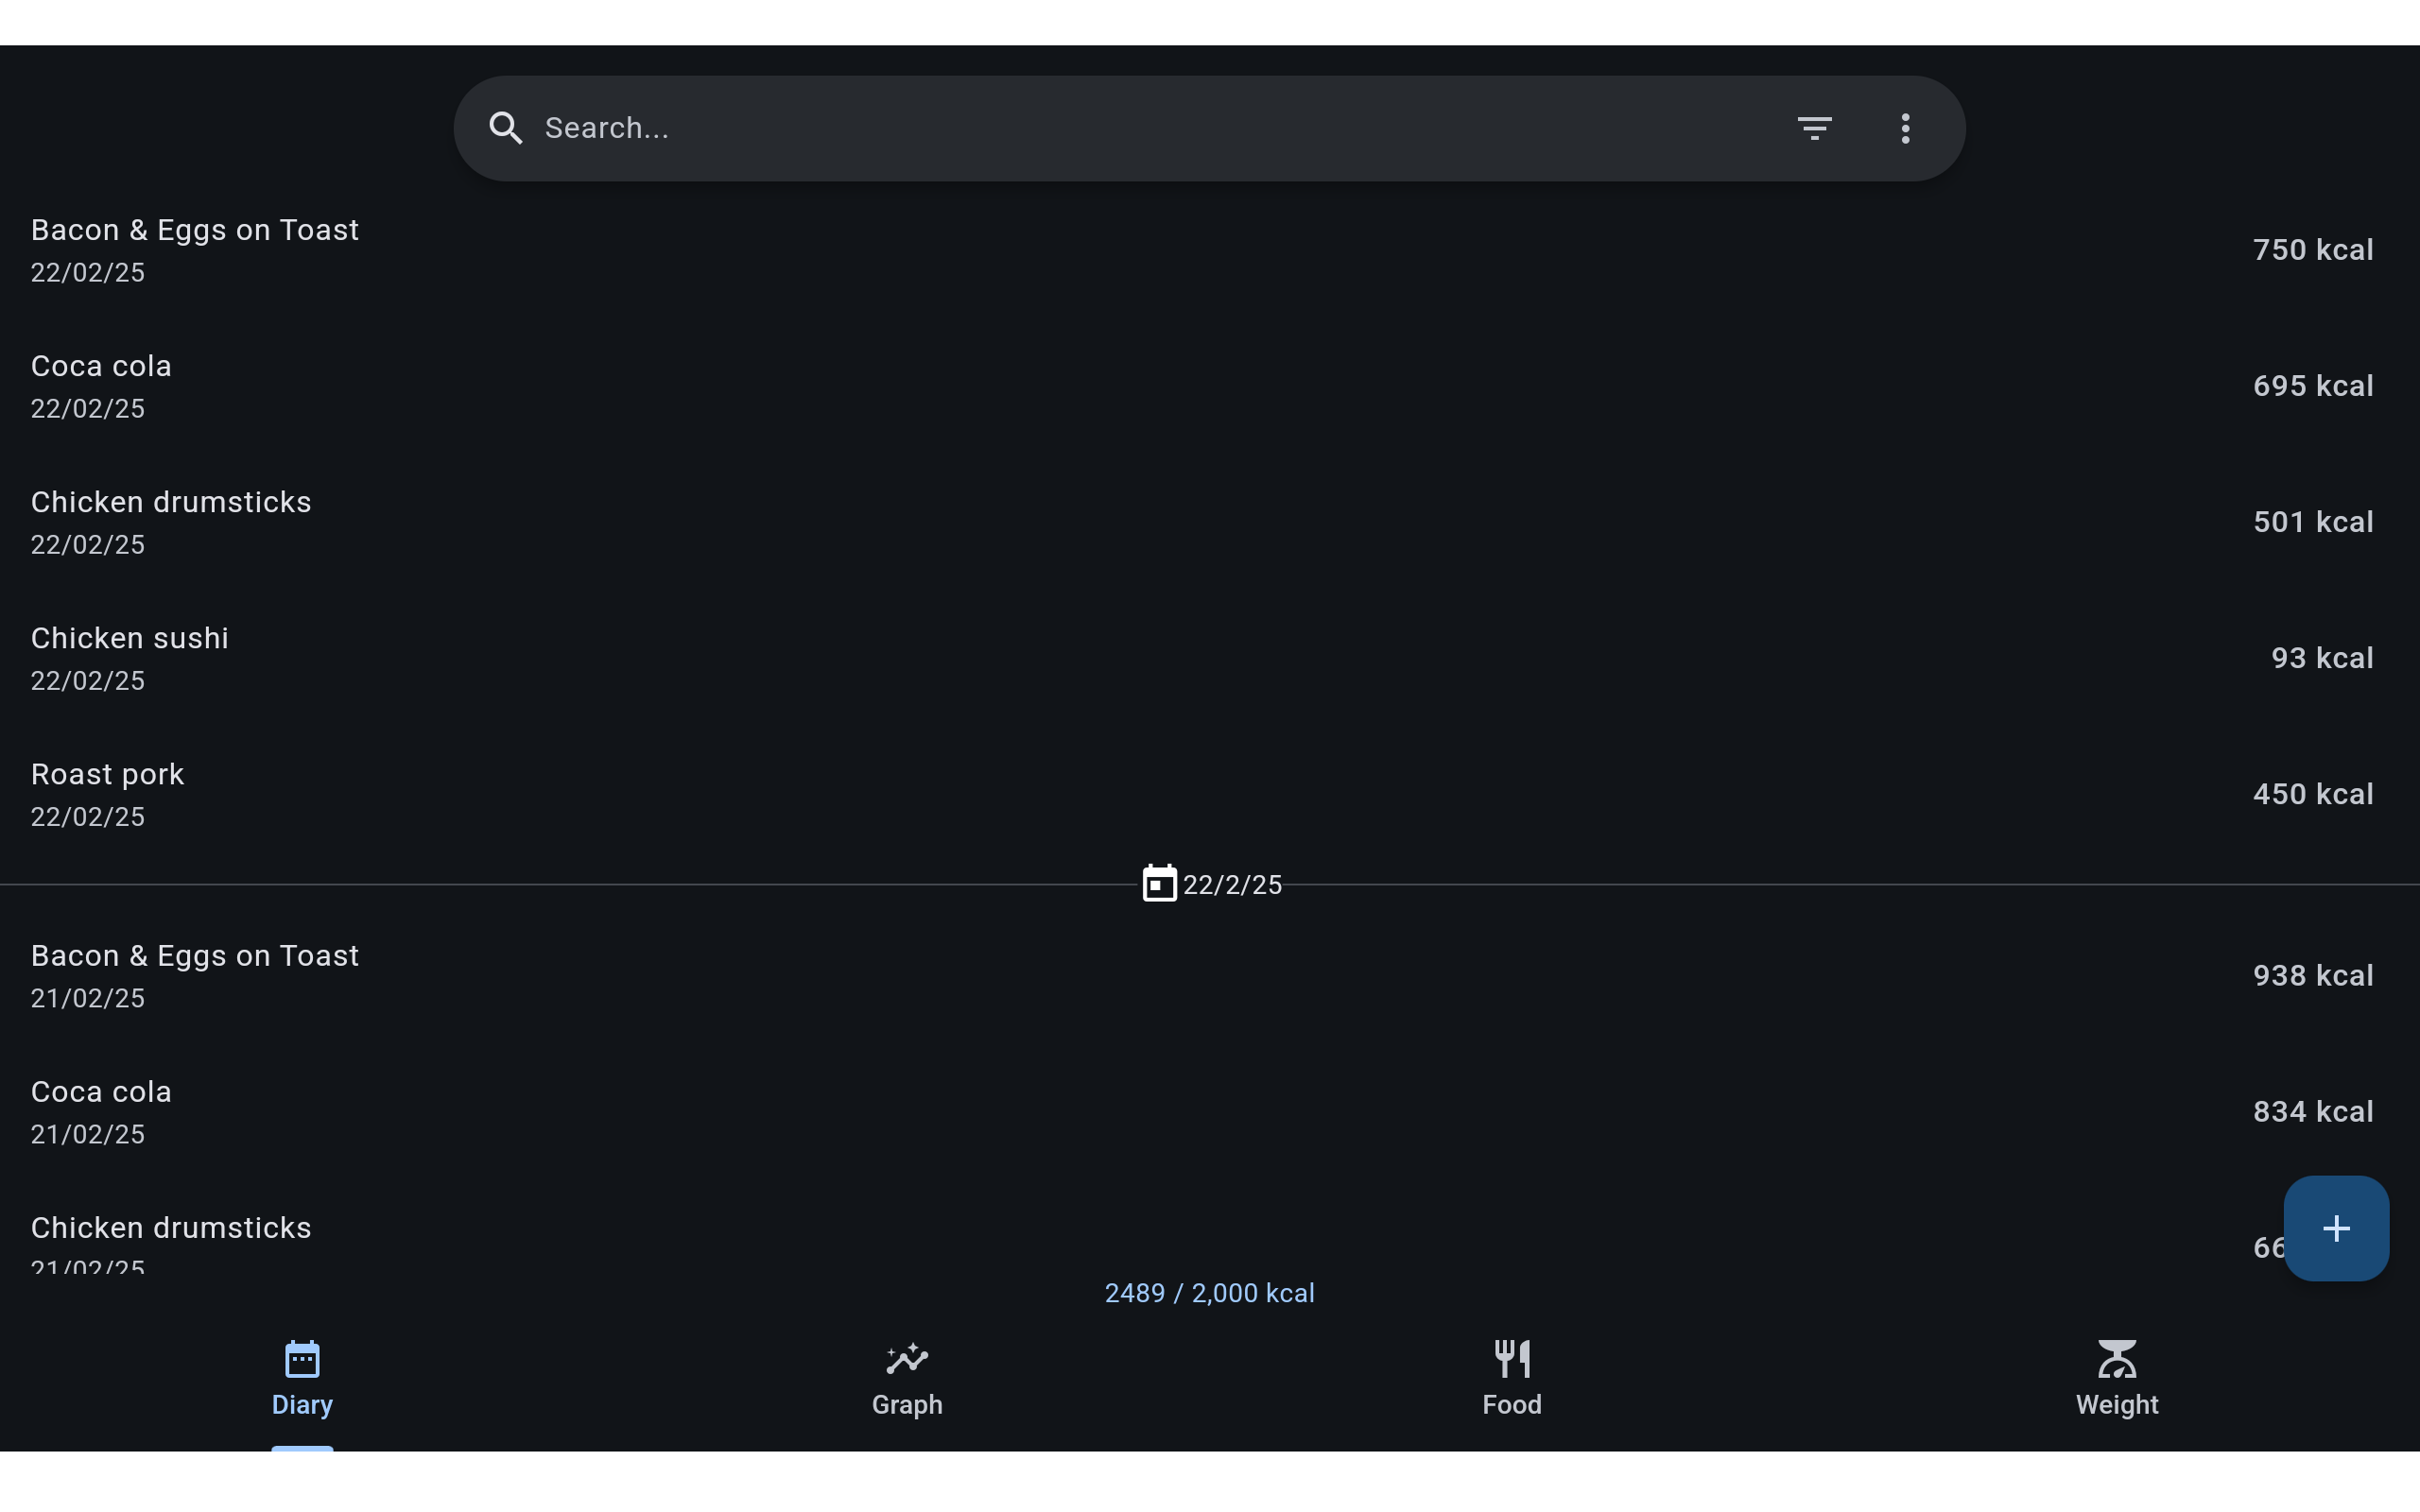 Search...
Bacon & Eggs on Toast
22/02/25
750 kcal
Coca cola
22/02/25
695 kcal
Chicken drumsticks
22/02/25
501 kcal
Chicken sushi
22/02/25
93 kcal
Roast pork
22/02/25
450 kcal
22/2/25
Bacon & Eggs on Toast
21/02/25
938 kcal
Coca cola
21/02/25
834 kcal
Chicken drumsticks
21/02/25
2489 / 2,000 kcal
Diary
Graph
Food
Weight